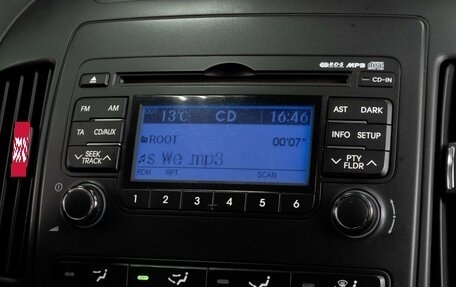 RDS MP3
CD-IN
FM AM
OUT 13°C CD 16:46
AST DARK
TA CD/AUX
ROOT 00'07"
INFO SETUP
SEEK TRACK
s We .mp3
PTY FLDR
RDM RPT SCAN
1 2 3 4 5 6